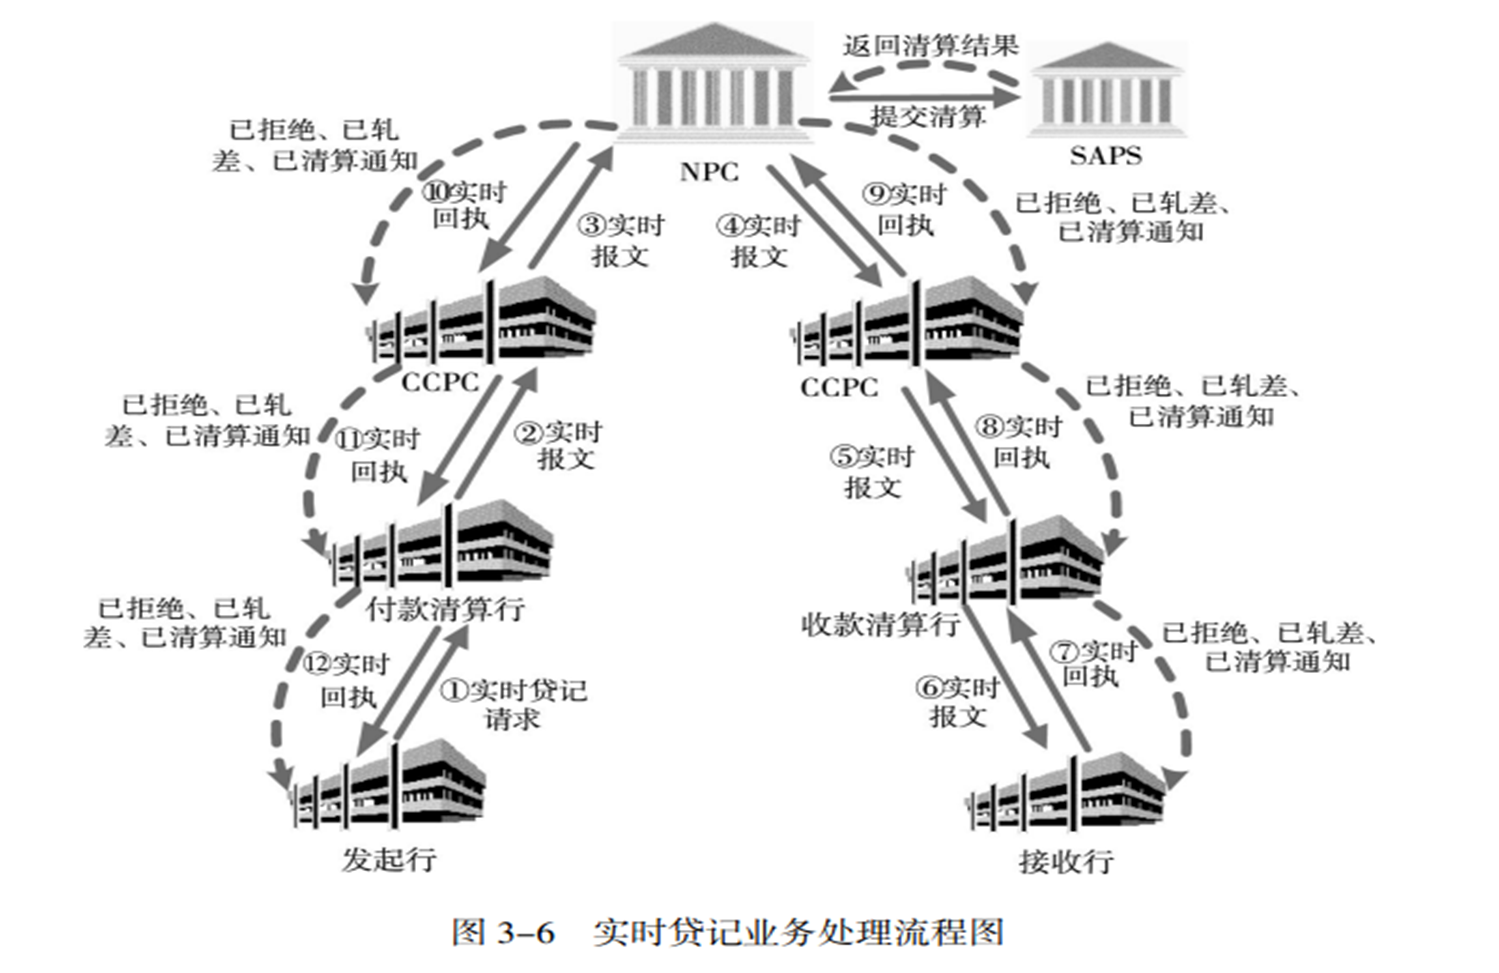 返回清算结果
提交清算
NPC
SAPS
已拒绝、已轧
差、已清算通知
⑩实时
回执
③实时
报文
④实时
报文
⑨实时
回执
已拒绝、已轧差、
已清算通知
CCPC
CCPC
已拒绝、已轧
差、已清算通知
⑪实时
回执
②实时
报文
⑤实时
报文
⑧实时
回执
已拒绝、已轧差、
已清算通知
付款清算行
收款清算行
已拒绝、已轧
差、已清算通知
⑫实时
回执
①实时贷记
请求
⑥实时
报文
⑦实时
回执
已拒绝、已轧差、
已清算通知
发起行
接收行
图 3-6 实时贷记业务处理流程图